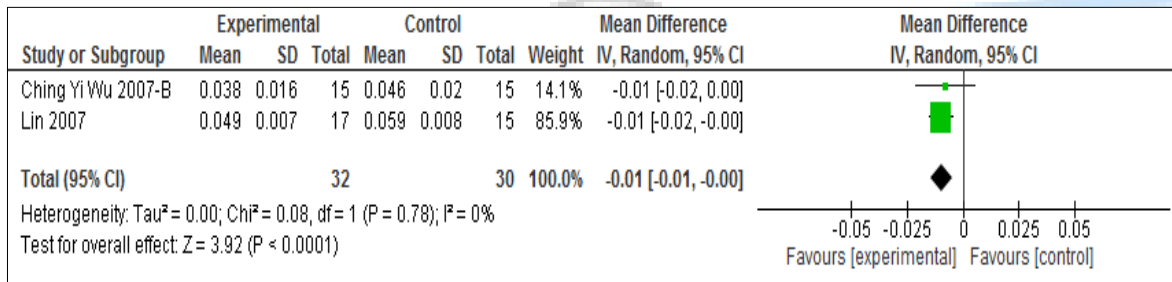 Experimental Control Mean Difference Mean Difference
Study or Subgroup Mean SD Total Mean SD Total Weight IV, Random, 95% CI IV, Random, 95% CI
Ching Yi Wu 2007-B 0.038 0.016 15 0.046 0.02 15 14.1% -0.01 [-0.02, 0.00]
Lin 2007 0.049 0.007 17 0.059 0.008 15 85.9% -0.01 [-0.02, -0.00]
Total (95% CI) 32 30 100.0% -0.01 [-0.01, -0.00]
Heterogeneity: Tau² = 0.00; Chi² = 0.08, df = 1 (P = 0.78); I² = 0%
Test for overall effect: Z = 3.92 (P < 0.0001)
-0.05 -0.025 0 0.025 0.05
Favours [experimental] Favours [control]